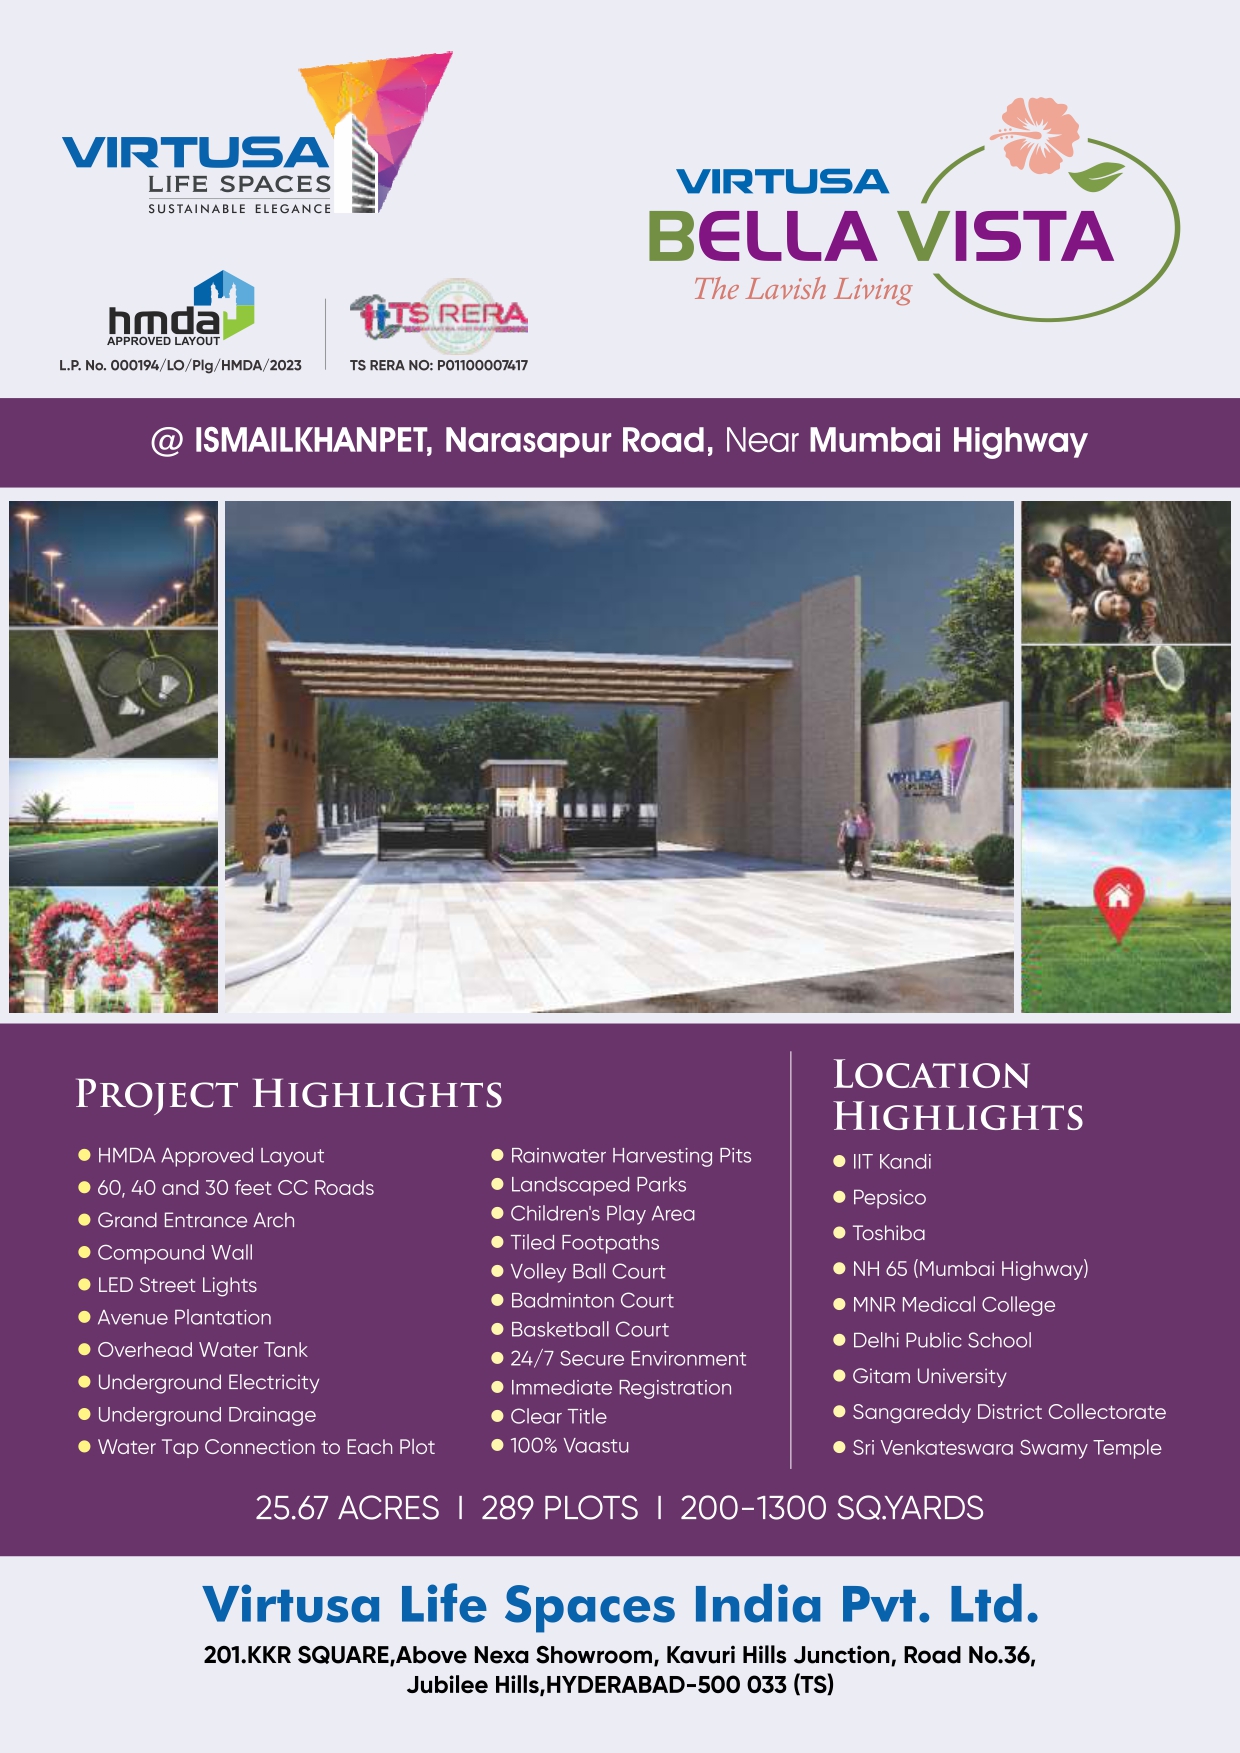 VIRTUSA
LIFE SPACES
SUSTAINABLE ELEGANCE
VIRTUSA
BELLA VISTA
The Lavish Living
hmda
APPROVED LAYOUT
L.P. No. 000194/LO/Plg/HMDA/2023
TS RERA
TS RERA NO: P01100007417
@ ISMAILKHANPET, Narasapur Road, Near Mumbai Highway
VIRTUSA
LIFE SPACES
PROJECT HIGHLIGHTS
HMDA Approved Layout
60, 40 and 30 feet CC Roads
Grand Entrance Arch
Compound Wall
LED Street Lights
Avenue Plantation
Overhead Water Tank
Underground Electricity
Underground Drainage
Water Tap Connection to Each Plot
Rainwater Harvesting Pits
Landscaped Parks
Children's Play Area
Tiled Footpaths
Volley Ball Court
Badminton Court
Basketball Court
24/7 Secure Environment
Immediate Registration
Clear Title
100% Vaastu
LOCATION
HIGHLIGHTS
IIT Kandi
Pepsico
Toshiba
NH 65 (Mumbai Highway)
MNR Medical College
Delhi Public School
Gitam University
Sangareddy District Collectorate
Sri Venkateswara Swamy Temple
25.67 ACRES | 289 PLOTS | 200-1300 SQ.YARDS
Virtusa Life Spaces India Pvt. Ltd.
201.KKR SQUARE,Above Nexa Showroom, Kavuri Hills Junction, Road No.36,
Jubilee Hills,HYDERABAD-500 033 (TS)